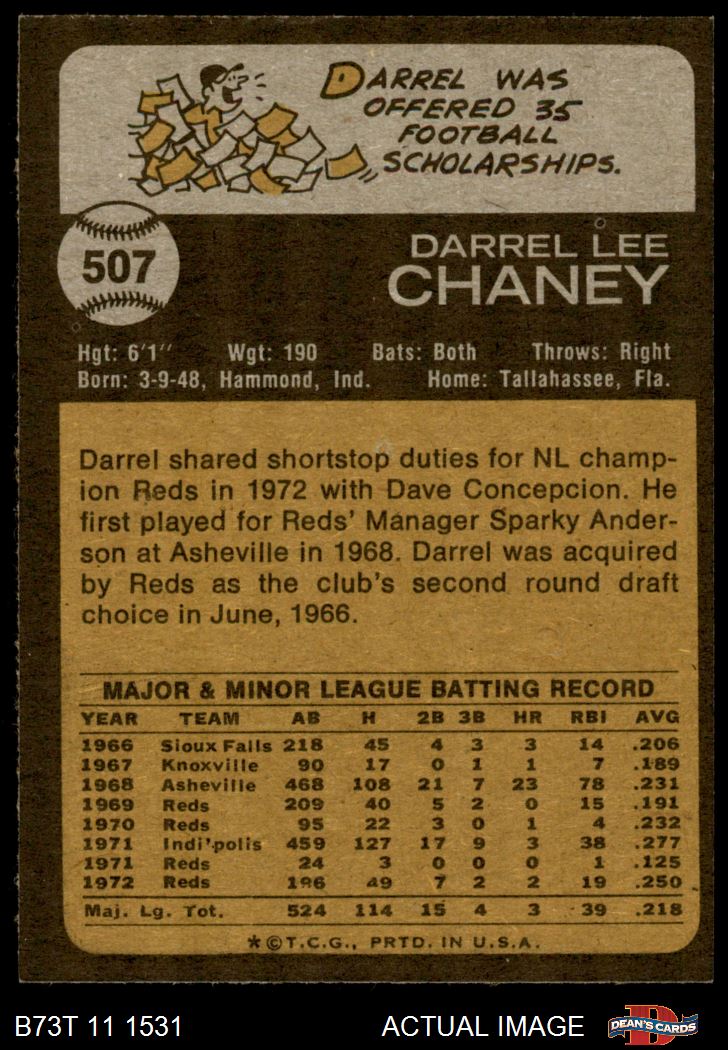 DARREL WAS
OFFERED 35
FOOTBALL
SCHOLARSHIPS.
507
DARREL LEE
CHANEY
Hgt: 6'1" Wgt: 190 Bats: Both Throws: Right
Born: 3-9-48, Hammond, Ind. Home: Tallahassee, Fla.
Darrel shared shortstop duties for NL champ-
ion Reds in 1972 with Dave Concepcion. He
first played for Reds' Manager Sparky Ander-
son at Asheville in 1968. Darrel was acquired
by Reds as the club's second round draft
choice in June, 1966.
MAJOR & MINOR LEAGUE BATTING RECORD
YEAR TEAM AB H 2B 3B HR RBI AVG
1966 Sioux Falls 218 45 4 3 3 14 .206
1967 Knoxville 90 17 0 1 1 7 .189
1968 Asheville 468 108 21 7 23 78 .231
1969 Reds 209 40 5 2 0 15 .191
1970 Reds 95 22 3 0 1 4 .232
1971 Indi'polis 459 127 17 9 3 38 .277
1971 Reds 24 3 0 0 0 1 .125
1972 Reds 196 49 7 2 2 19 .250
Maj. Lg. Tot. 524 114 15 4 3 39 .218
*©T.C.G., PRTD. IN U.S.A.
B73T 11 1531 ACTUAL IMAGE D DEAN'S CARDS